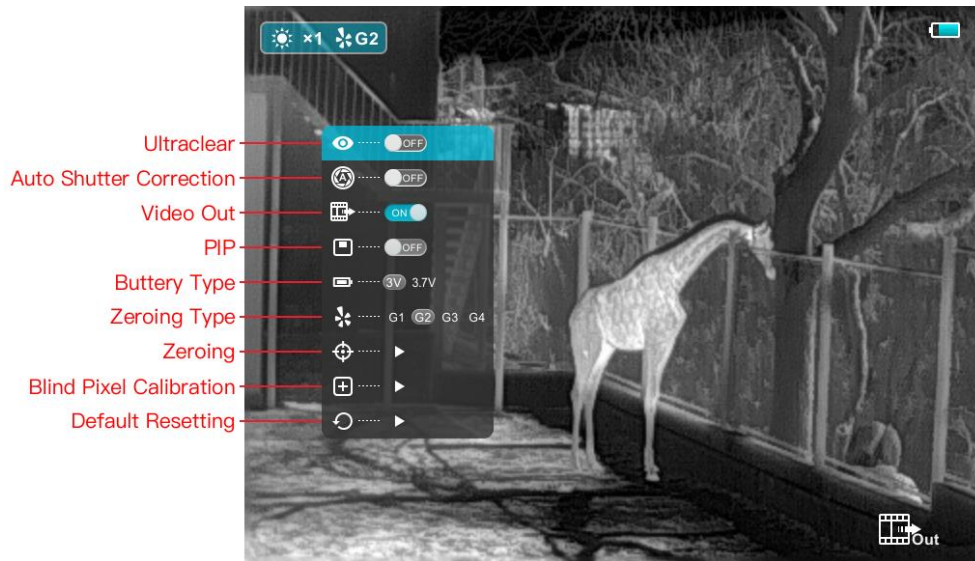 ×1 G2
Ultraclear OFF
Auto Shutter Correction A OFF
Video Out ON
PIP OFF
Buttery Type 3V 3.7V
Zeroing Type G1 G2 G3 G4
Zeroing
Blind Pixel Calibration
Default Resetting
Out